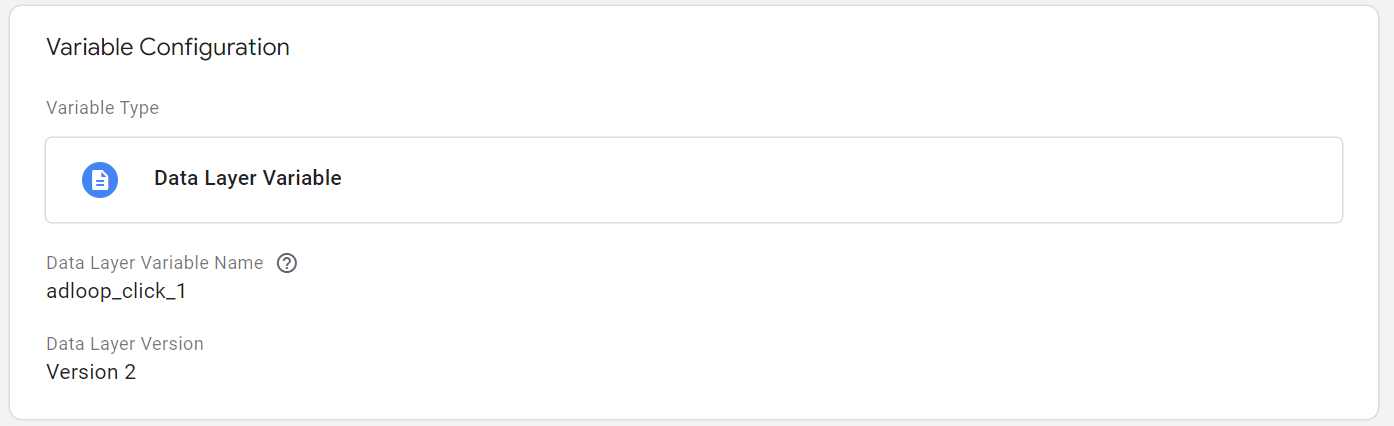 Variable Configuration
Variable Type
Data Layer Variable
Data Layer Variable Name
adloop_click_1
Data Layer Version
Version 2